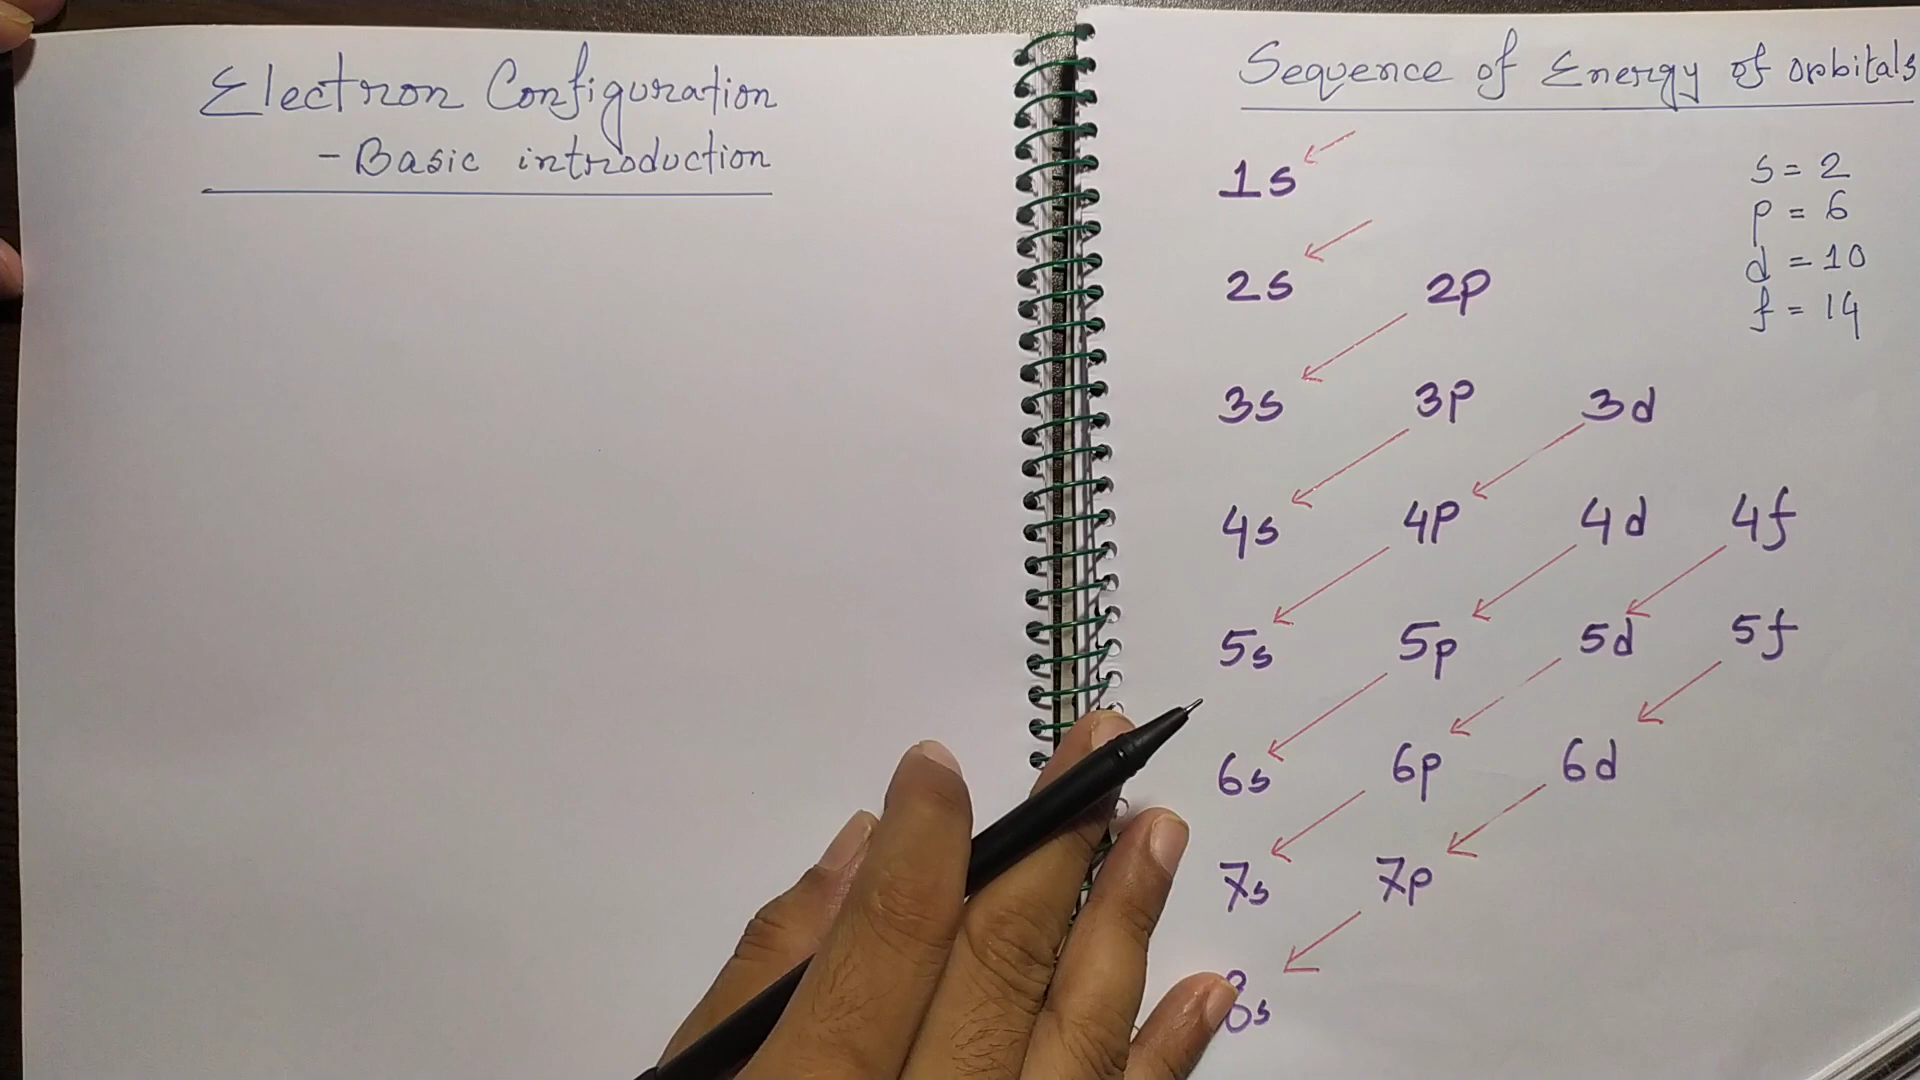 Electron Configuration
- Basic introduction
Sequence of Energy of orbitals
1s
s = 2
p = 6
d = 10
f = 14
2s 2p
3s 3p 3d
4s 4p 4d 4f
5s 5p 5d 5f
6s 6p 6d
7s 7p
8s